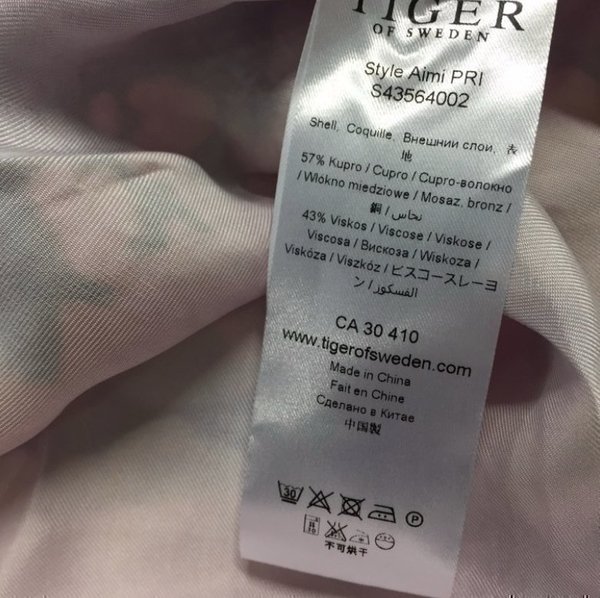 TIGER
OF SWEDEN
Style Aimi PRI
S43564002
Shell, Coquille, Внешний слой, 表
地
57% Kupro / Cupro / Cupro-волокно
/ Włókno miedziowe / Mosaz, bronz /
銅 / نحاس /
43% Viskos / Viscose / Viskose /
Viscosa / Вискоза / Wiskoza /
Viskóza / Viszkóz / ビスコースレーヨ
ン / الفسكوز
CA 30 410
www.tigerofsweden.com
Made in China
Fait en Chine
Сделано в Китае
中国製
30
P
不可烘干